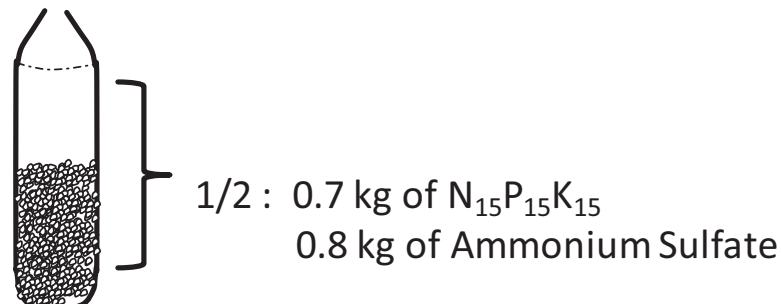 1/2 : 0.7 kg of N₁₅P₁₅K₁₅
0.8 kg of Ammonium Sulfate